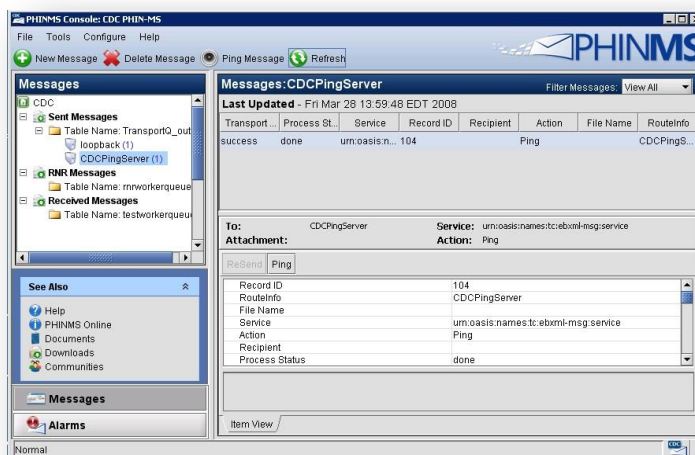 PHINMS Console: CDC PHIN-MS
File Tools Configure Help
New Message Delete Message Ping Message Refresh
PHINMS
Messages
CDC
Sent Messages
Table Name: TransportQ_out
loopback (1)
CDCPingServer (1)
RNR Messages
Table Name: rnrworkerqueue
Received Messages
Table Name: testworkerqueu
See Also
Help
PHINMS Online
Documents
Downloads
Communities
Messages
Alarms
Messages:CDCPingServer Filter Messages: View All
Last Updated - Fri Mar 28 13:59:48 EDT 2008
Transport ... Process St... Service Record ID Recipient Action File Name RouteInfo
success done urn:oasis:n... 104 Ping CDCPingS...
To: CDCPingServer Service: urn:oasis:names:tc:ebxml-msg:service
Attachment: Action: Ping
ReSend Ping
Record ID 104
RouteInfo CDCPingServer
File Name
Service urn:oasis:names:tc:ebxml-msg:service
Action Ping
Recipient
Process Status done
Item View
Normal
CDC